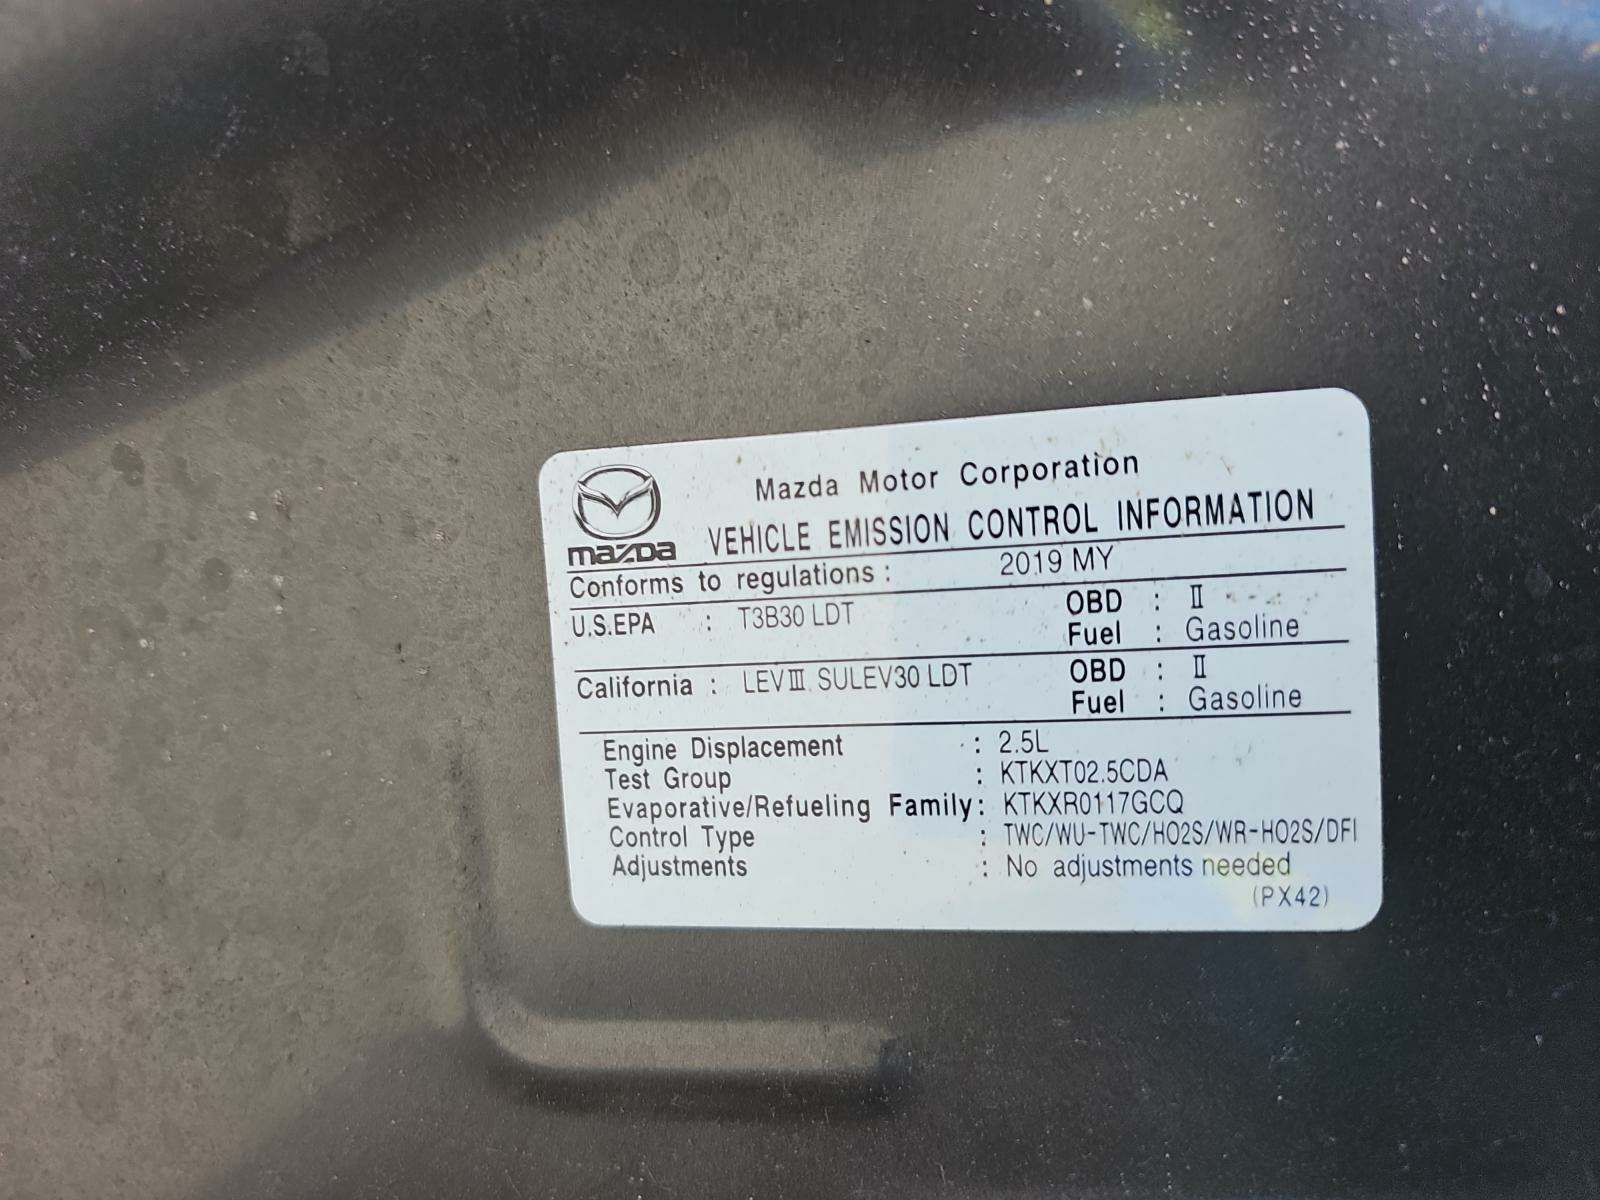 Mazda Motor Corporation
mazda VEHICLE EMISSION CONTROL INFORMATION
Conforms to regulations : 2019 MY
U.S.EPA : T3B30 LDT OBD : Ⅱ
Fuel : Gasoline
California : LEVⅢ SULEV30 LDT OBD : Ⅱ
Fuel : Gasoline
Engine Displacement : 2.5L
Test Group : KTKXT02.5CDA
Evaporative/Refueling Family : KTKXR0117GCQ
Control Type : TWC/WU-TWC/HO2S/WR-HO2S/DFI
Adjustments : No adjustments needed
(PX42)